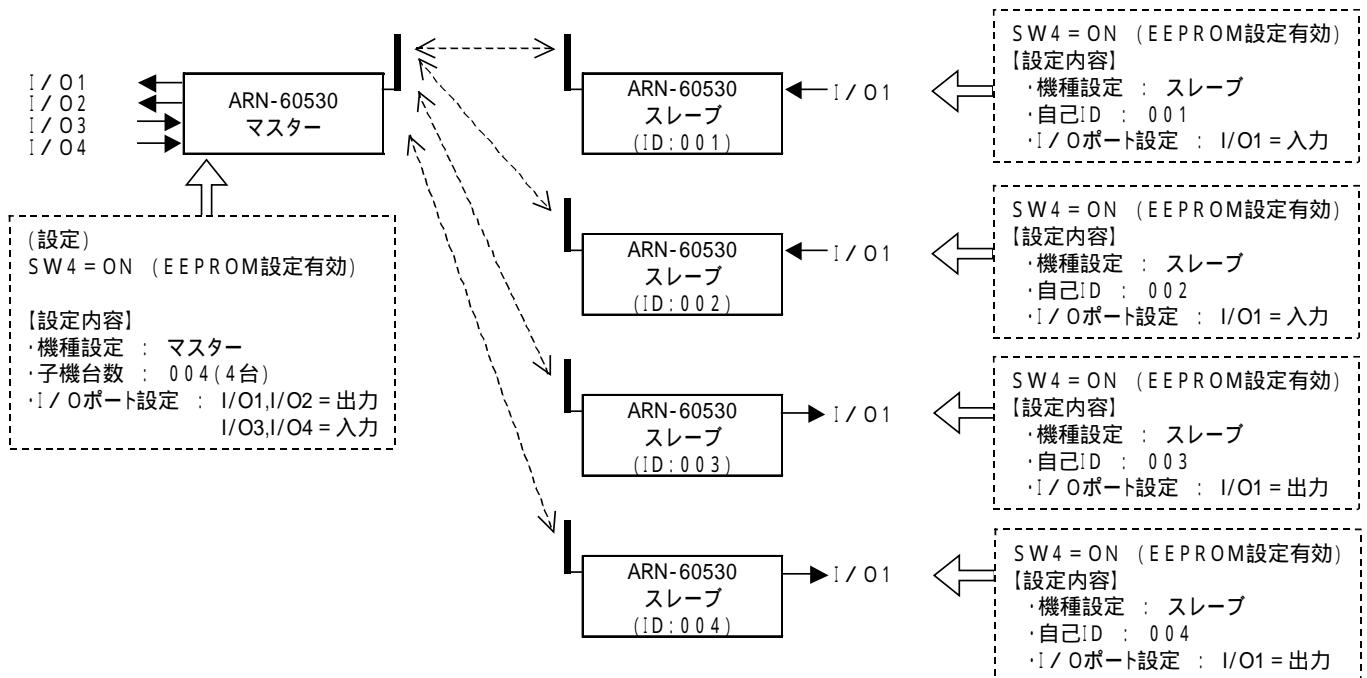 I/O1
I/O2
I/O3
I/O4
ARN-60530
マスター
(設定)
SW4=ON (EEPROM設定有効)
【設定内容】
・機種設定 : マスター
・子機台数 : 004(4台)
・I/Oポート設定 : I/O1,I/O2=出力
I/O3,I/O4=入力
ARN-60530
スレーブ
(ID:001)
I/O1
SW4=ON (EEPROM設定有効)
【設定内容】
・機種設定 : スレーブ
・自己ID : 001
・I/Oポート設定 : I/O1=入力
ARN-60530
スレーブ
(ID:002)
I/O1
SW4=ON (EEPROM設定有効)
【設定内容】
・機種設定 : スレーブ
・自己ID : 002
・I/Oポート設定 : I/O1=入力
ARN-60530
スレーブ
(ID:003)
I/O1
SW4=ON (EEPROM設定有効)
【設定内容】
・機種設定 : スレーブ
・自己ID : 003
・I/Oポート設定 : I/O1=出力
ARN-60530
スレーブ
(ID:004)
I/O1
SW4=ON (EEPROM設定有効)
【設定内容】
・機種設定 : スレーブ
・自己ID : 004
・I/Oポート設定 : I/O1=出力